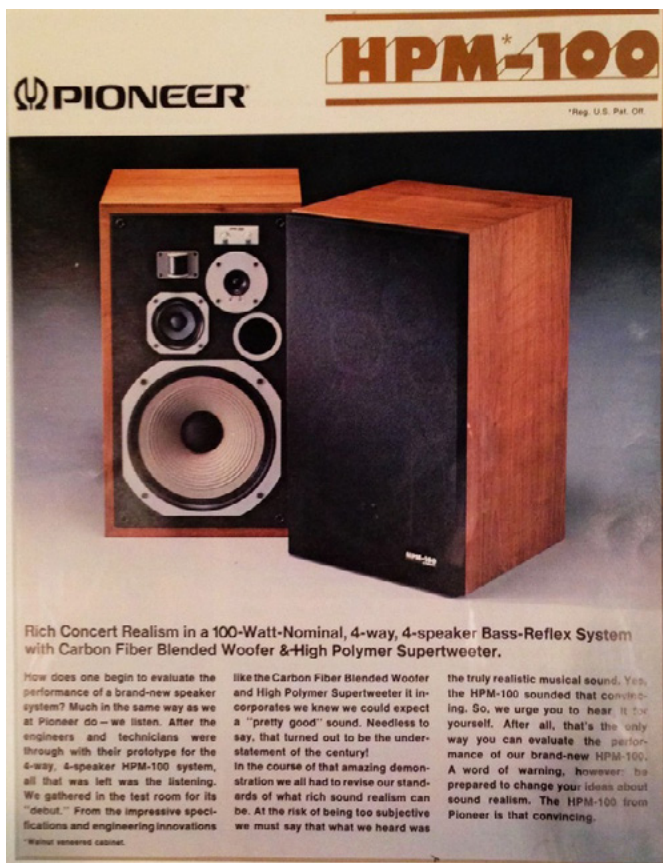 HPM*-100
PIONEER®
*Reg. U.S. Pat. Off.
HPM-100
Rich Concert Realism in a 100-Watt-Nominal, 4-way, 4-speaker Bass-Reflex System
with Carbon Fiber Blended Woofer & High Polymer Supertweeter.
How does one begin to evaluate the
performance of a brand-new speaker
system? Much in the same way as we
at Pioneer do — we listen. After the
engineers and technicians were
through with their prototype for the
4-way, 4-speaker HPM-100 system,
all that was left was the listening.
We gathered in the test room for its
"debut." From the impressive speci-
fications and engineering innovations
like the Carbon Fiber Blended Woofer
and High Polymer Supertweeter it in-
corporates we knew we could expect
a "pretty good" sound. Needless to
say, that turned out to be the under-
statement of the century!
In the course of that amazing demon-
stration we all had to revise our stand-
ards of what rich sound realism can
be. At the risk of being too subjective
we must say that what we heard was
the truly realistic musical sound. Yes,
the HPM-100 sounded that convinc-
ing. So, we urge you to hear it for
yourself. After all, that's the only
way you can evaluate the perfor-
mance of our brand-new HPM-100.
A word of warning, however: be
prepared to change your ideas about
sound realism. The HPM-100 from
Pioneer is that convincing.
*Walnut veneered cabinet.